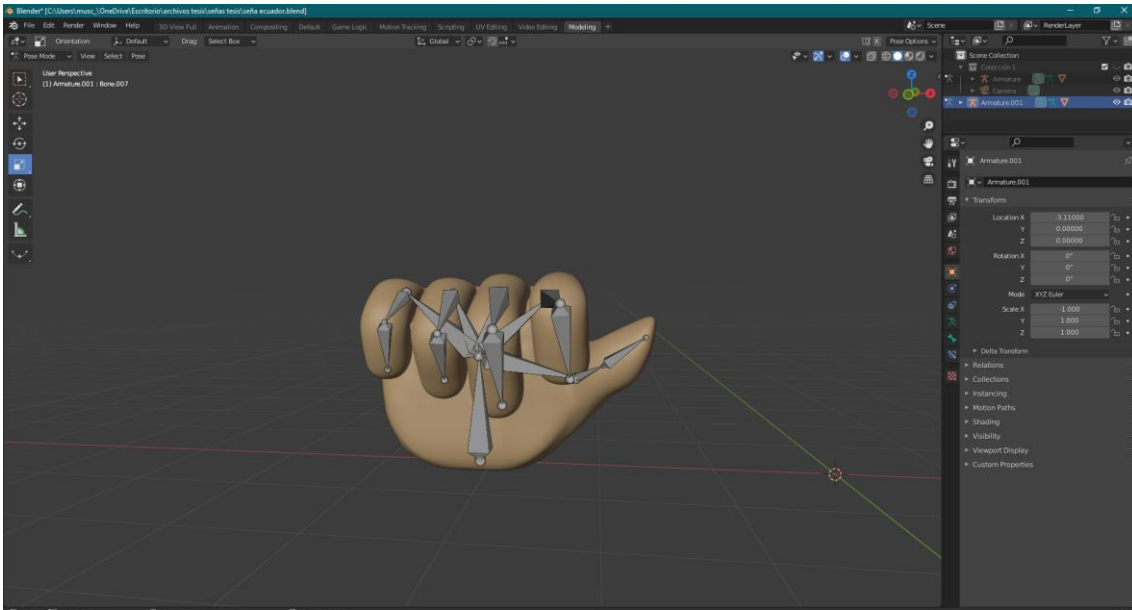 Blender* [C:\Users\musc_\OneDrive\Escritorio\archivos tesis\señas tesis\seña ecuador.blend]
File Edit Render Window Help 3D View Full Animation Compositing Default Game Logic Motion Tracking Scripting UV Editing Video Editing Modeling + Scene RenderLayer
Orientation Default Drag Select Box Global Pose Options
Pose Mode View Select Pose
User Perspective
(1) Armature.001 : Bone.007
Z
X
Scene Collection
Colección 1
Armature
Camera
Armature.001
Armature.001
Armature.001
Transform
Location X -3.11000
Y 0.00000
Z 0.00000
Rotation X 0°
Y 0°
Z 0°
Mode XYZ Euler
Scale X -1.000
Y 1.000
Z 1.000
Delta Transform
Relations
Collections
Instancing
Motion Paths
Shading
Visibility
Viewport Display
Custom Properties